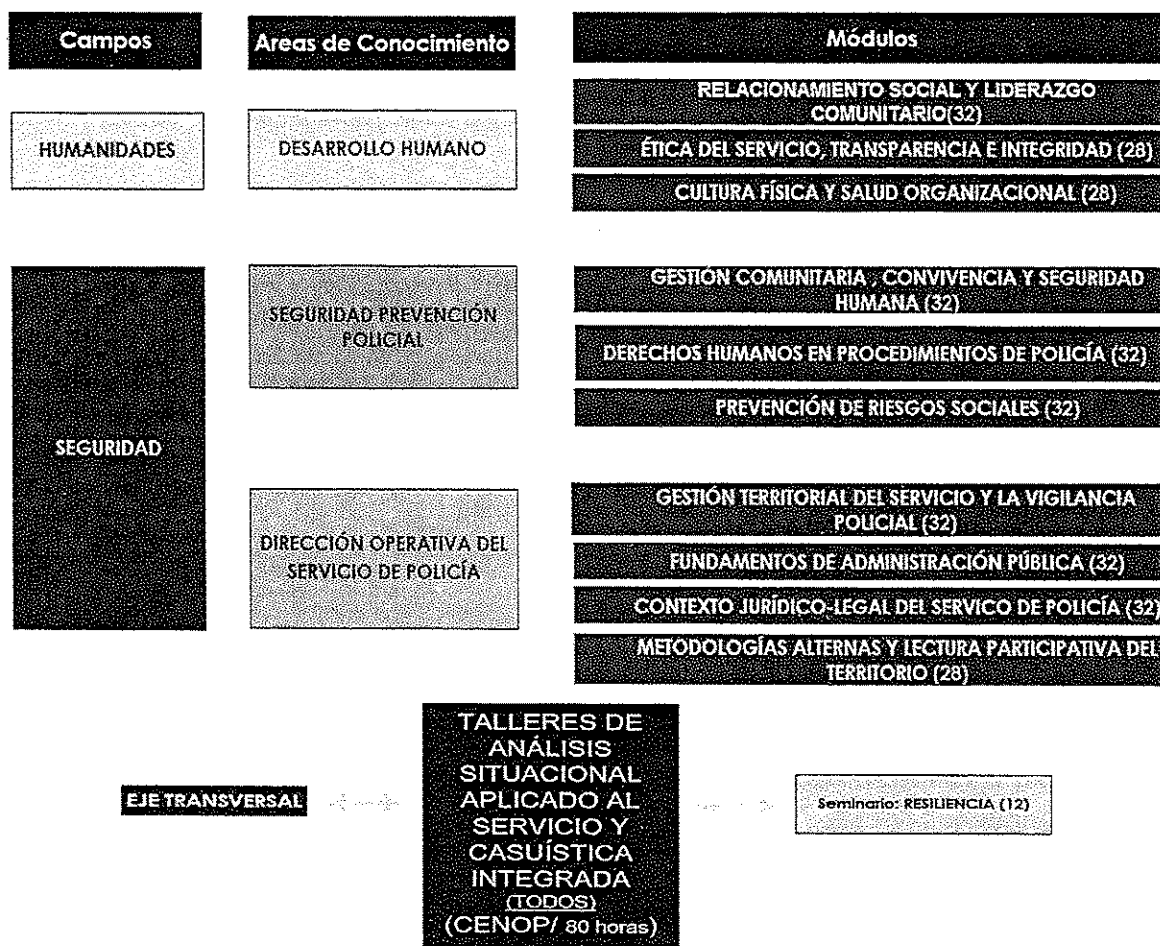 Campos
Areas de Conocimiento
Módulos
HUMANIDADES
DESARROLLO HUMANO
RELACIONAMIENTO SOCIAL Y LIDERAZGO
COMUNITARIO(32)
ÉTICA DEL SERVICIO, TRANSPARENCIA E INTEGRIDAD (28)
CULTURA FÍSICA Y SALUD ORGANIZACIONAL (28)
SEGURIDAD
SEGURIDAD PREVENCIÓN
POLICIAL
GESTIÓN COMUNITARIA , CONVIVENCIA Y SEGURIDAD
HUMANA (32)
DERECHOS HUMANOS EN PROCEDIMIENTOS DE POLICÍA (32)
PREVENCIÓN DE RIESGOS SOCIALES (32)
DIRECCIÓN OPERATIVA DEL
SERVICIO DE POLICÍA
GESTIÓN TERRITORIAL DEL SERVICIO Y LA VIGILANCIA
POLICIAL (32)
FUNDAMENTOS DE ADMINISTRACIÓN PÚBLICA (32)
CONTEXTO JURÍDICO-LEGAL DEL SERVICO DE POLICÍA (32)
METODOLOGÍAS ALTERNAS Y LECTURA PARTICIPATIVA DEL
TERRITORIO (28)
EJE TRANSVERSAL
TALLERES DE
ANÁLISIS
SITUACIONAL
APLICADO AL
SERVICIO Y
CASUÍSTICA
INTEGRADA
(TODOS)
(CENOP/ 80 horas)
Seminario: RESILIENCIA (12)